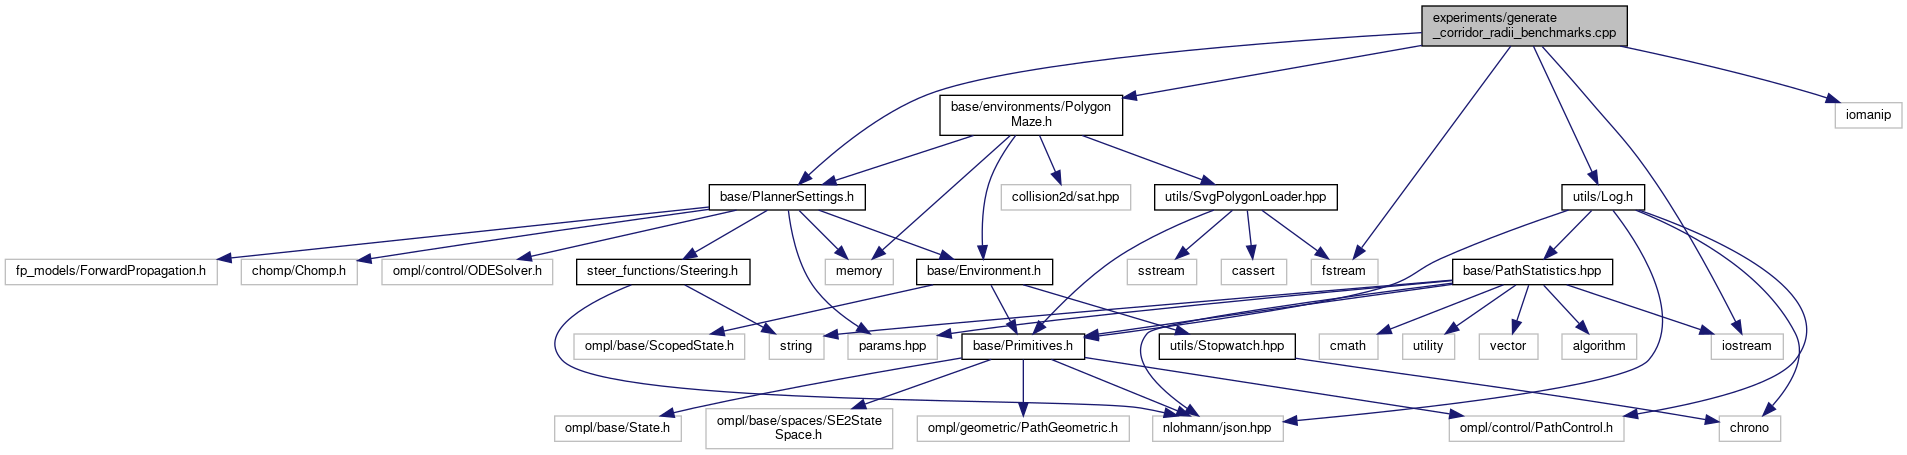 experiments/generate
_corridor_radii_benchmarks.cpp
base/environments/Polygon
Maze.h
iomanip
base/PlannerSettings.h
collision2d/sat.hpp
utils/SvgPolygonLoader.hpp
utils/Log.h
fp_models/ForwardPropagation.h
chomp/Chomp.h
ompl/control/ODESolver.h
steer_functions/Steering.h
memory
base/Environment.h
sstream
cassert
fstream
base/PathStatistics.hpp
ompl/base/ScopedState.h
string
params.hpp
base/Primitives.h
utils/Stopwatch.hpp
cmath
utility
vector
algorithm
iostream
ompl/base/State.h
ompl/base/spaces/SE2State
Space.h
ompl/geometric/PathGeometric.h
nlohmann/json.hpp
ompl/control/PathControl.h
chrono